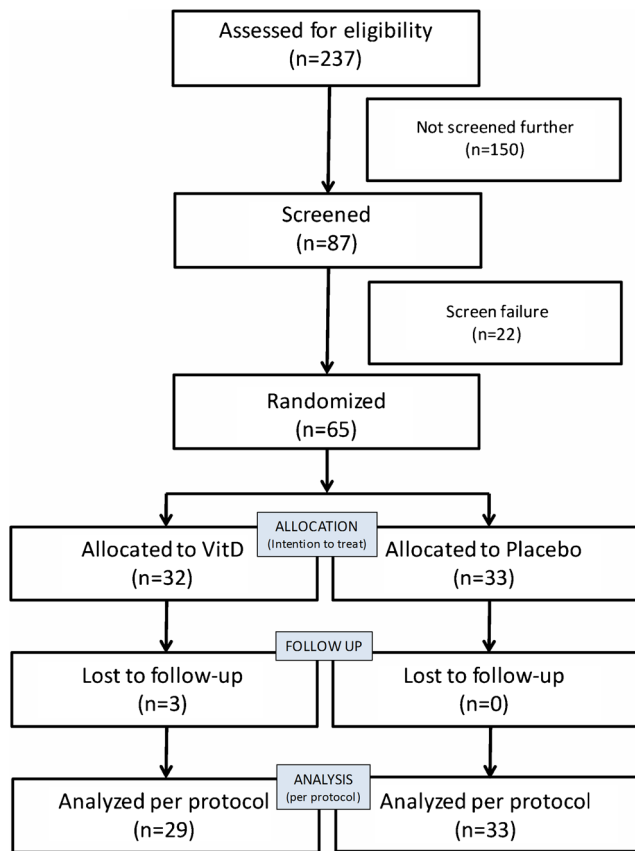 Assessed for eligibility
(n=237)
Not screened further
(n=150)
Screened
(n=87)
Screen failure
(n=22)
Randomized
(n=65)
ALLOCATION
(Intention to treat)
Allocated to VitD
(n=32)
Allocated to Placebo
(n=33)
FOLLOW UP
Lost to follow-up
(n=3)
Lost to follow-up
(n=0)
ANALYSIS
(per protocol)
Analyzed per protocol
(n=29)
Analyzed per protocol
(n=33)